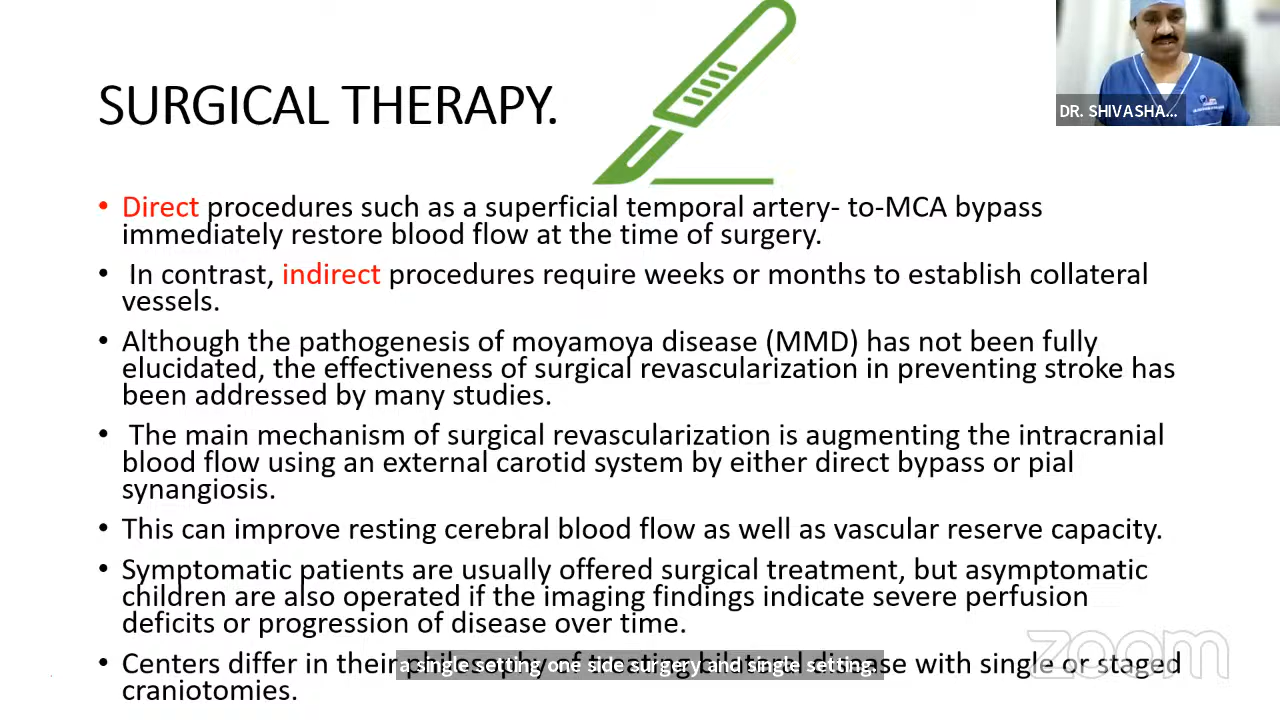 SURGICAL THERAPY.
DR. SHIVASHA...
• Direct procedures such as a superficial temporal artery- to-MCA bypass
immediately restore blood flow at the time of surgery.
• In contrast, indirect procedures require weeks or months to establish collateral
vessels.
• Although the pathogenesis of moyamoya disease (MMD) has not been fully
elucidated, the effectiveness of surgical revascularization in preventing stroke has
been addressed by many studies.
• The main mechanism of surgical revascularization is augmenting the intracranial
blood flow using an external carotid system by either direct bypass or pial
synangiosis.
• This can improve resting cerebral blood flow as well as vascular reserve capacity.
• Symptomatic patients are usually offered surgical treatment, but asymptomatic
children are also operated if the imaging findings indicate severe perfusion
deficits or progression of disease over time.
• Centers differ in their philosophy of treating bilateral disease with single or staged
craniotomies.
a single setting one side surgery and single setting.
zoom